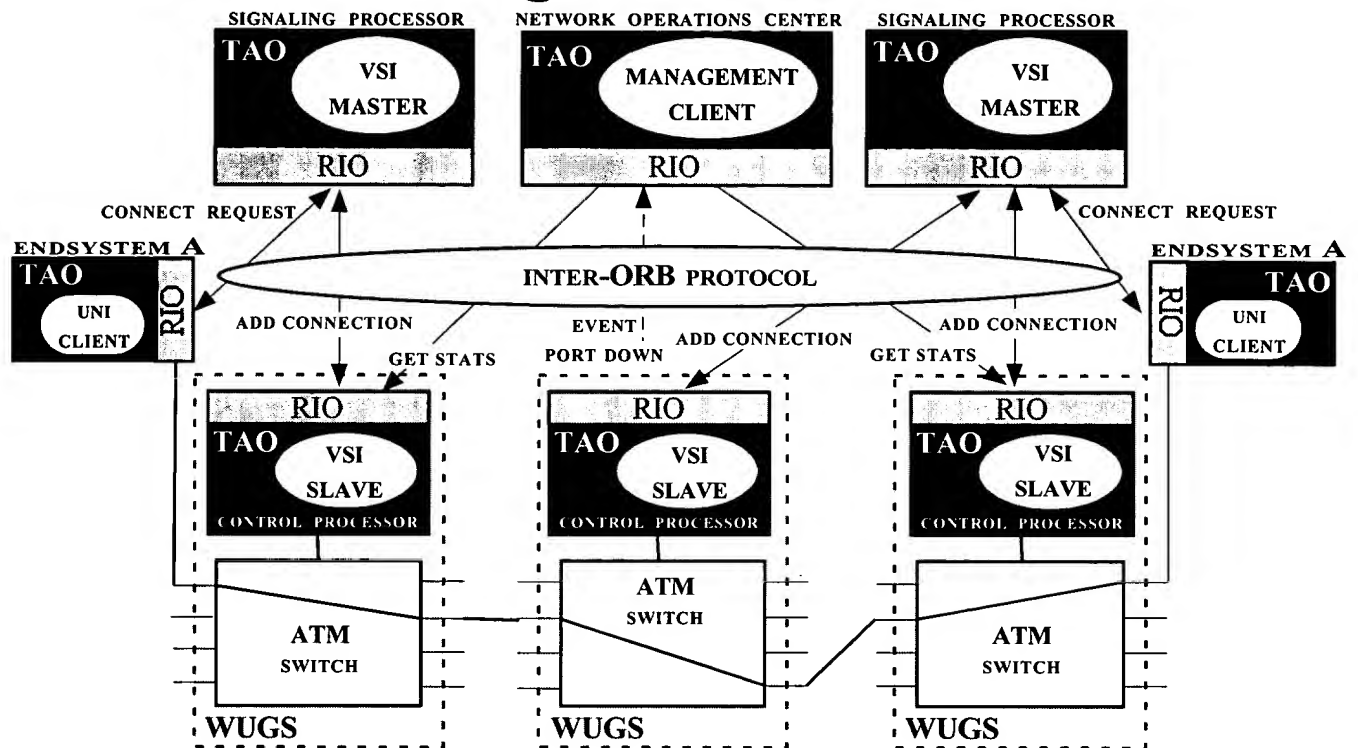 SIGNALING PROCESSOR
NETWORK OPERATIONS CENTER
SIGNALING PROCESSOR
TAO
VSI
MASTER
RIO
TAO
MANAGEMENT
CLIENT
RIO
TAO
VSI
MASTER
RIO
CONNECT REQUEST
CONNECT REQUEST
ENDSYSTEM A
TAO
UNI
CLIENT
RIO
INTER-ORB PROTOCOL
ENDSYSTEM A
TAO
RIO
UNI
CLIENT
ADD CONNECTION
GET STATS
EVENT
PORT DOWN
ADD CONNECTION
ADD CONNECTION
GET STATS
RIO
TAO
VSI
SLAVE
CONTROL PROCESSOR
RIO
TAO
VSI
SLAVE
CONTROL PROCESSOR
RIO
TAO
VSI
SLAVE
CONTROL PROCESSOR
ATM
SWITCH
WUGS
ATM
SWITCH
WUGS
ATM
SWITCH
WUGS